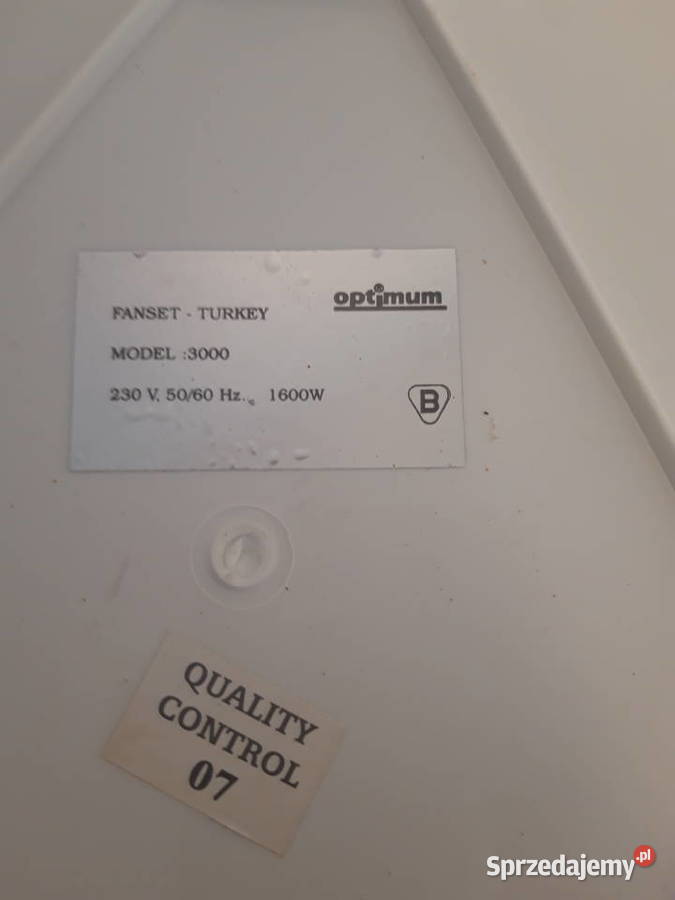 optimum®
FANSET - TURKEY
MODEL :3000
230 V, 50/60 Hz. 1600W
B
QUALITY
CONTROL
07
Sprzedajemy.pl